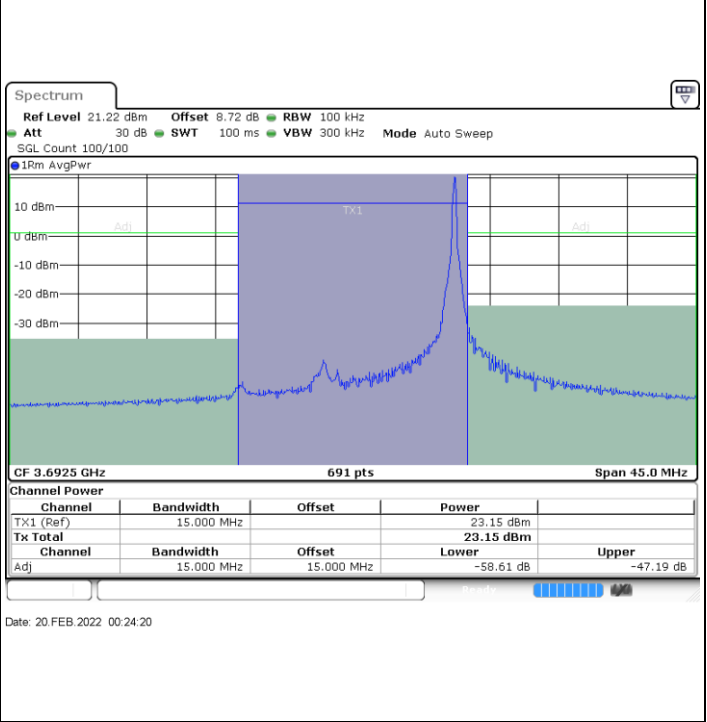 Spectrum
Ref Level 21.22 dBm Offset 8.72 dB RBW 100 kHz
Att 30 dB SWT 100 ms VBW 300 kHz Mode Auto Sweep
SGL Count 100/100
1Rm AvgPwr
10 dBm
TX1
Adj Adj
0 dBm
-10 dBm
-20 dBm
-30 dBm
CF 3.6925 GHz 691 pts Span 45.0 MHz
Channel Power
Channel Bandwidth Offset Power
TX1 (Ref) 15.000 MHz 23.15 dBm
Tx Total 23.15 dBm
Channel Bandwidth Offset Lower Upper
Adj 15.000 MHz 15.000 MHz -58.61 dB -47.19 dB
Ready
Date: 20.FEB.2022 00:24:20